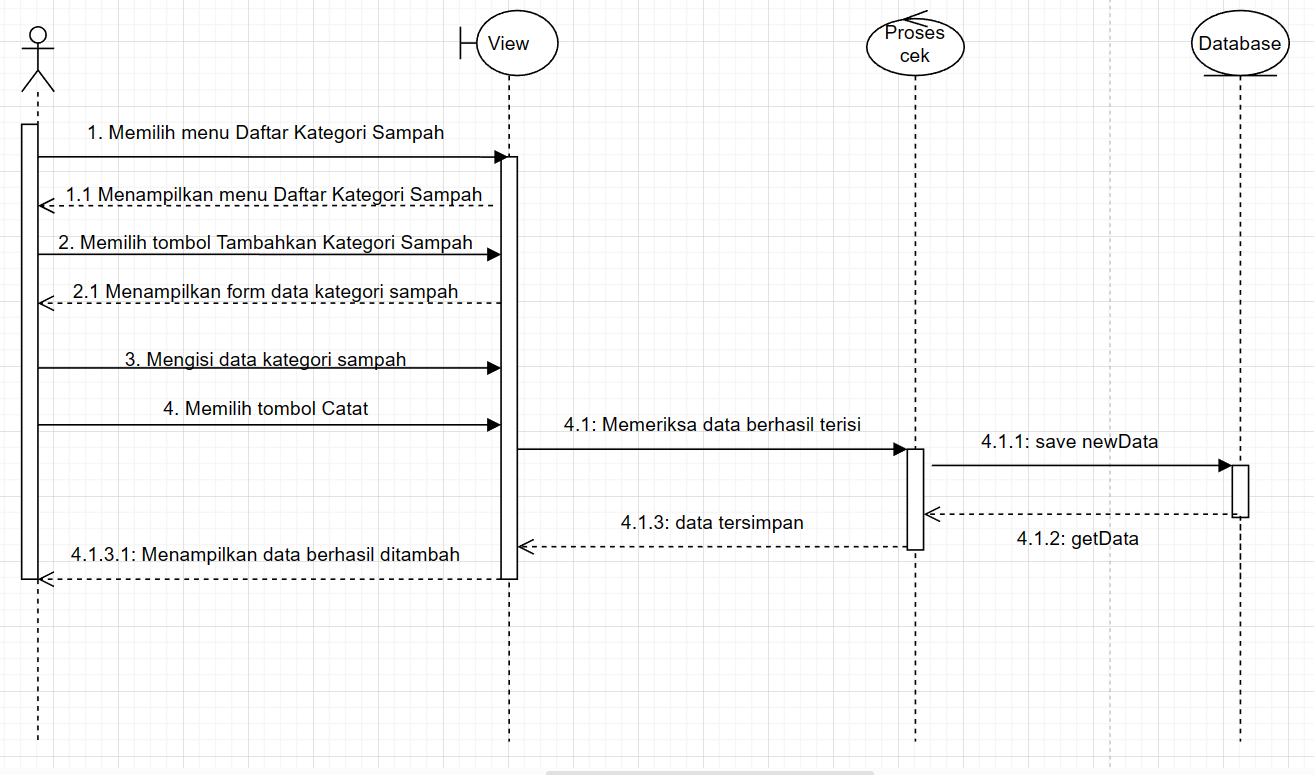 View
Proses
cek
Database
1. Memilih menu Daftar Kategori Sampah
1.1 Menampilkan menu Daftar Kategori Sampah
2. Memilih tombol Tambahkan Kategori Sampah
2.1 Menampilkan form data kategori sampah
3. Mengisi data kategori sampah
4. Memilih tombol Catat
4.1: Memeriksa data berhasil terisi
4.1.1: save newData
4.1.2: getData
4.1.3: data tersimpan
4.1.3.1: Menampilkan data berhasil ditambah